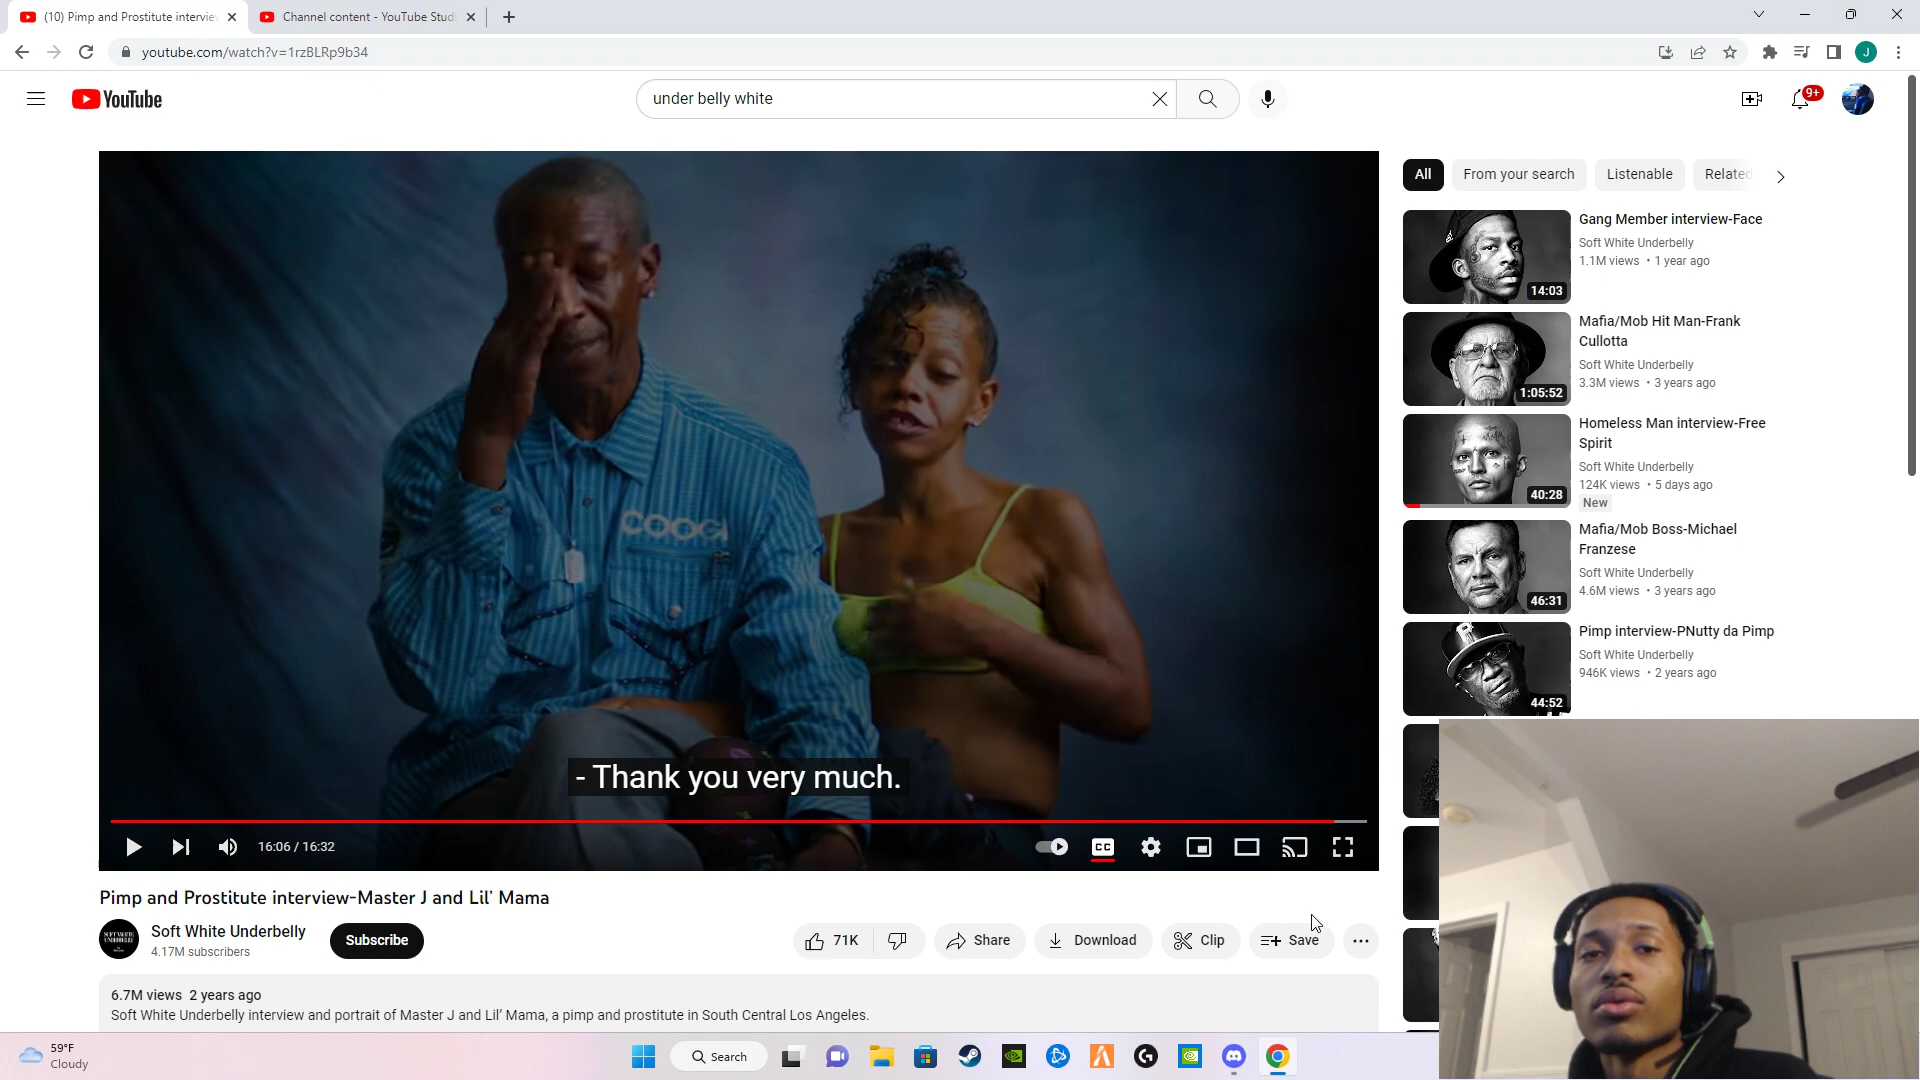 (10) Pimp and Prostitute intervie
Channel content - YouTube Studi
youtube.com/watch?v=1rzBLRp9b34
J
YouTube
under belly white
9+
COOGI
- Thank you very much.
16:06 / 16:32
CC
Pimp and Prostitute interview-Master J and Lil' Mama
Soft White Underbelly
4.17M subscribers
Subscribe
71K
Share
Download
Clip
Save
6.7M views 2 years ago
Soft White Underbelly interview and portrait of Master J and Lil' Mama, a pimp and prostitute in South Central Los Angeles.
All
From your search
Listenable
Related
Gang Member interview-Face
Soft White Underbelly
1.1M views • 1 year ago
14:03
Mafia/Mob Hit Man-Frank
Cullotta
Soft White Underbelly
3.3M views • 3 years ago
1:05:52
Homeless Man interview-Free
Spirit
Soft White Underbelly
124K views • 5 days ago
New
40:28
Mafia/Mob Boss-Michael
Franzese
Soft White Underbelly
4.6M views • 3 years ago
46:31
Pimp interview-PNutty da Pimp
Soft White Underbelly
946K views • 2 years ago
44:52
59°F
Cloudy
Search